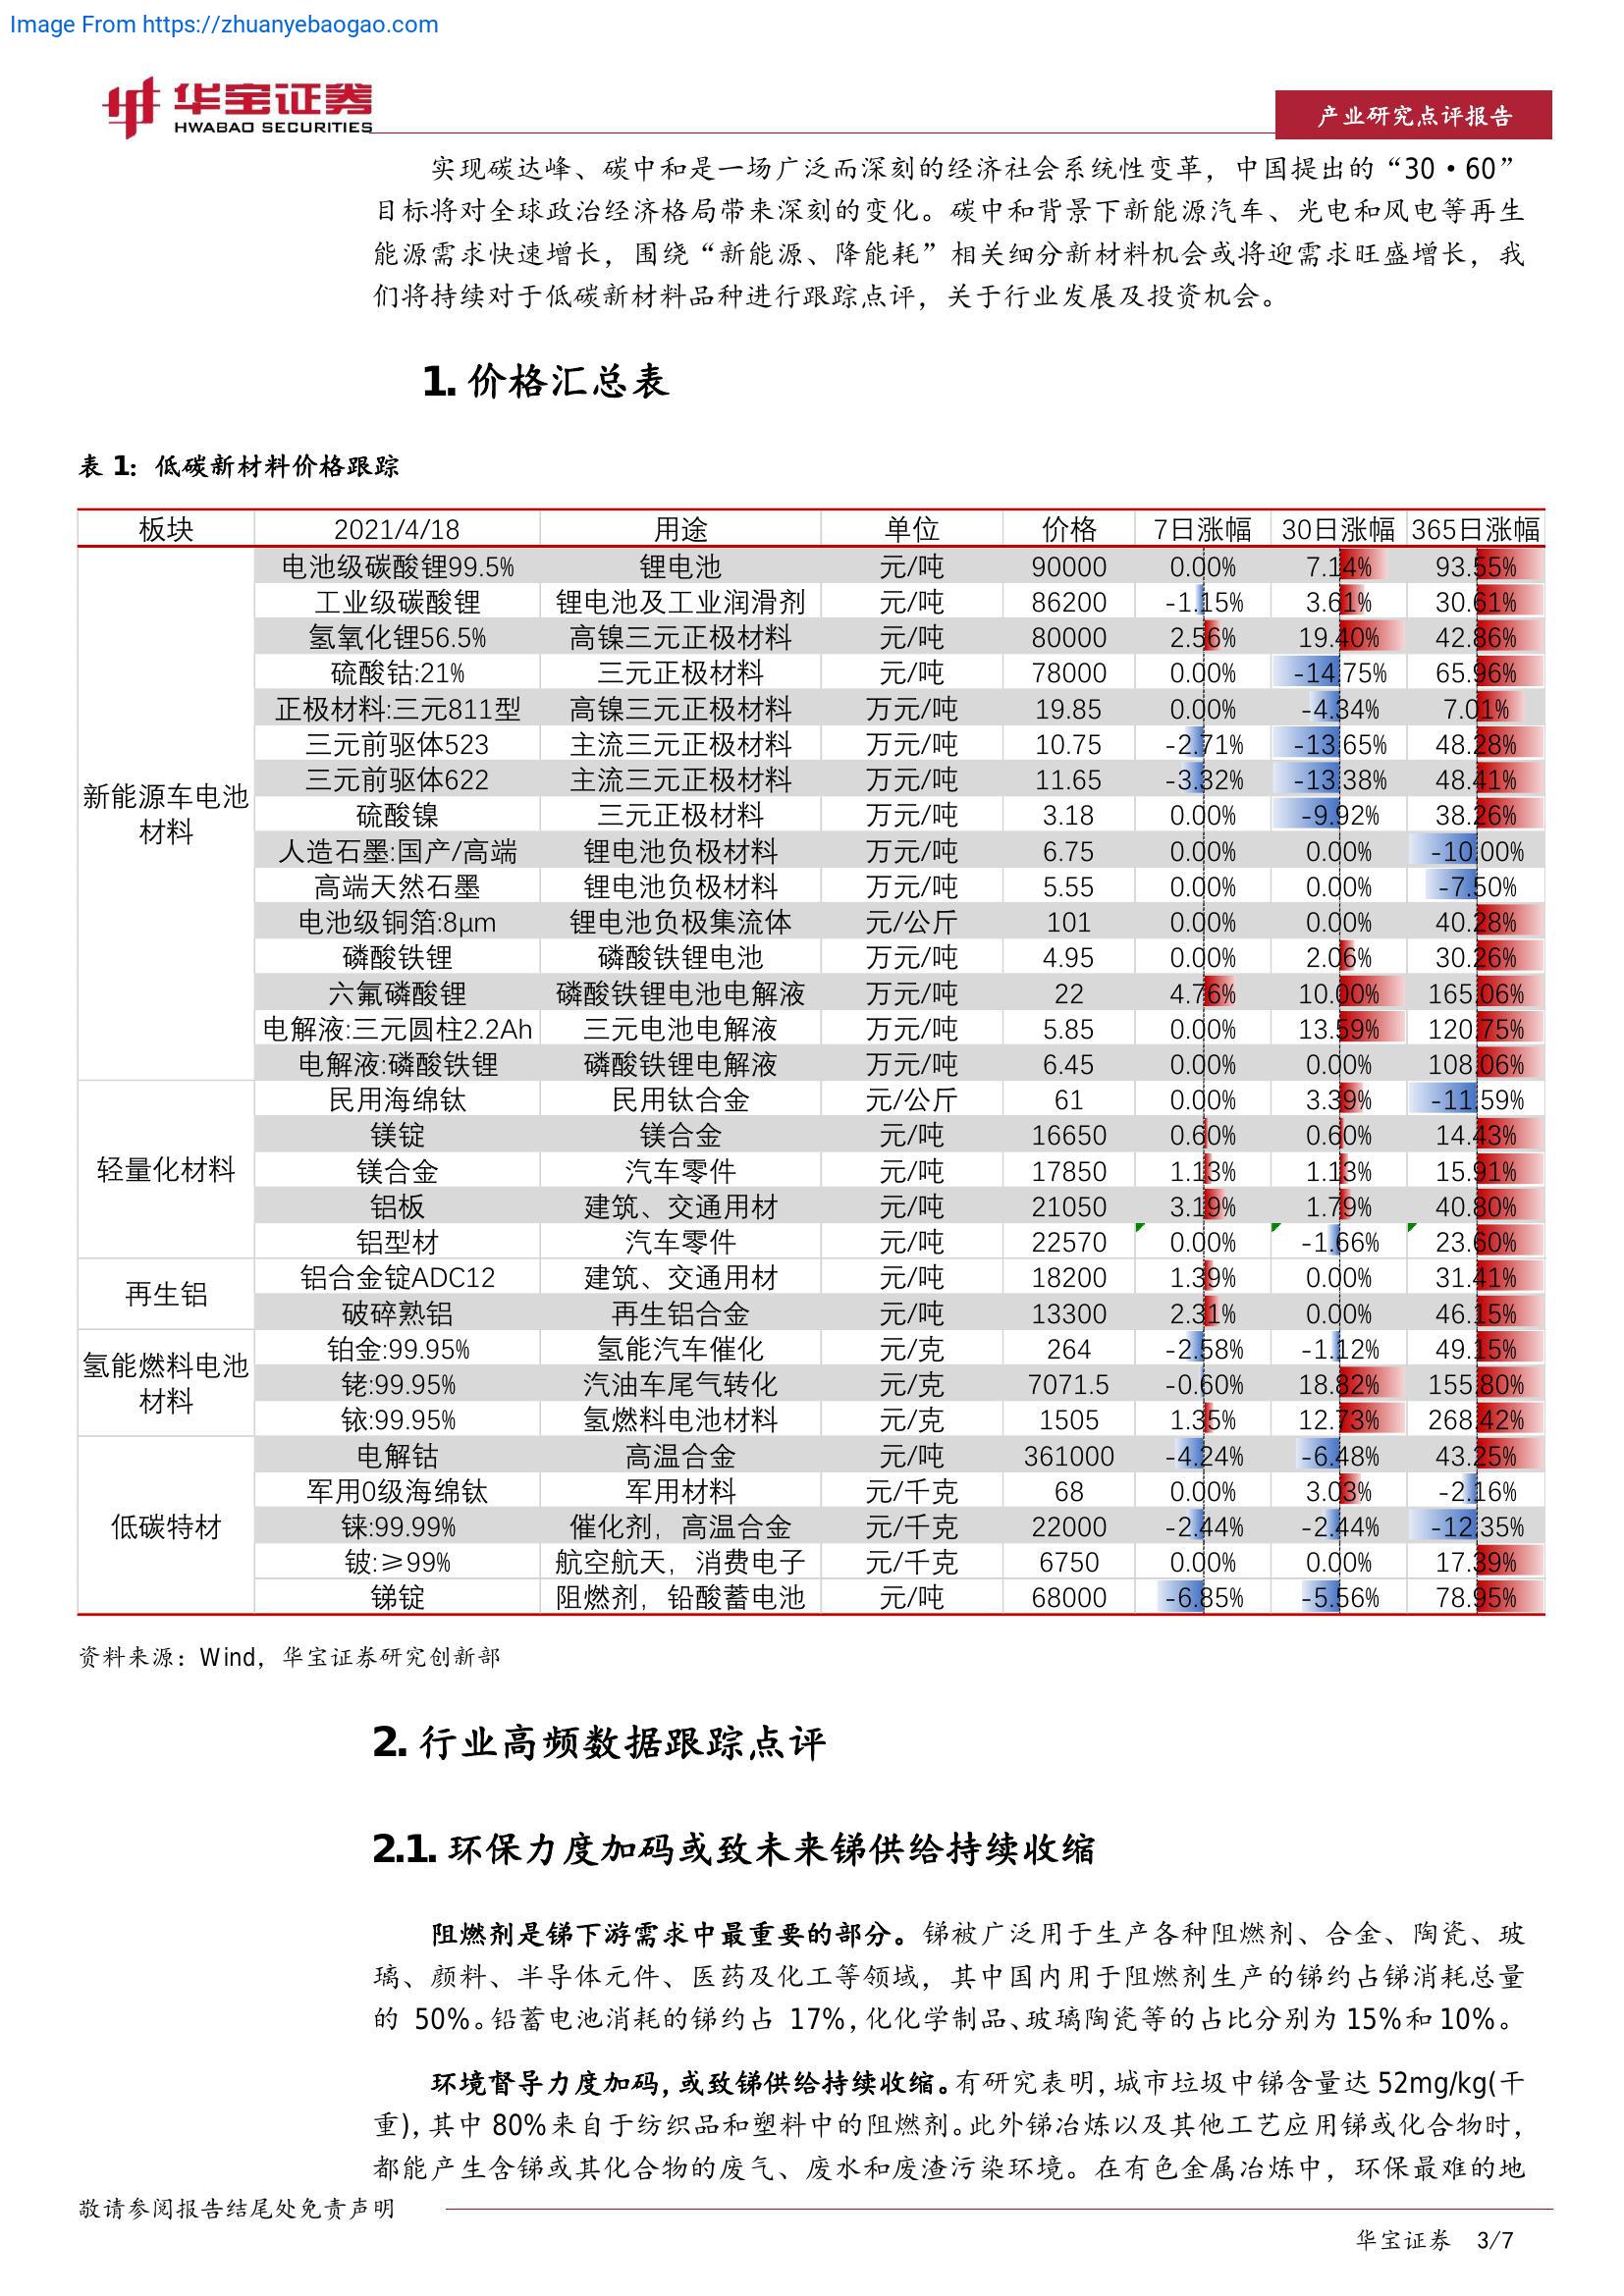 Image From https://zhuanyebaogao.com
华宝证券
HWABAO SECURITIES
产业研究点评报告
实现碳达峰、碳中和是一场广泛而深刻的经济社会系统性变革，中国提出的“30·60”
目标将对全球政治经济格局带来深刻的变化。碳中和背景下新能源汽车、光电和风电等再生
能源需求快速增长，围绕“新能源、降能耗”相关细分新材料机会或将迎需求旺盛增长，我
们将持续对于低碳新材料品种进行跟踪点评，关于行业发展及投资机会。
1. 价格汇总表
表 1：低碳新材料价格跟踪
板块 2021/4/18 用途 单位 价格 7日涨幅 30日涨幅 365日涨幅
新能源车电池材料
电池级碳酸锂99.5% 锂电池 元/吨 90000 0.00% 7.14% 93.55%
工业级碳酸锂 锂电池及工业润滑剂 元/吨 86200 -1.15% 3.61% 30.61%
氢氧化锂56.5% 高镍三元正极材料 元/吨 80000 2.56% 19.40% 42.86%
硫酸钴:21% 三元正极材料 元/吨 78000 0.00% -14.75% 65.96%
正极材料:三元811型 高镍三元正极材料 万元/吨 19.85 0.00% -4.34% 7.01%
三元前驱体523 主流三元正极材料 万元/吨 10.75 -2.71% -13.65% 48.28%
三元前驱体622 主流三元正极材料 万元/吨 11.65 -3.32% -13.38% 48.41%
硫酸镍 三元正极材料 万元/吨 3.18 0.00% -9.92% 38.26%
人造石墨:国产/高端 锂电池负极材料 万元/吨 6.75 0.00% 0.00% -10.00%
高端天然石墨 锂电池负极材料 万元/吨 5.55 0.00% 0.00% -7.50%
电池级铜箔:8μm 锂电池负极集流体 元/公斤 101 0.00% 0.00% 40.28%
磷酸铁锂 磷酸铁锂电池 万元/吨 4.95 0.00% 2.06% 30.26%
六氟磷酸锂 磷酸铁锂电池电解液 万元/吨 22 4.76% 10.00% 165.06%
电解液:三元圆柱2.2Ah 三元电池电解液 万元/吨 5.85 0.00% 13.59% 120.75%
电解液:磷酸铁锂 磷酸铁锂电解液 万元/吨 6.45 0.00% 0.00% 108.06%
轻量化材料
民用海绵钛 民用钛合金 元/公斤 61 0.00% 3.39% -11.59%
镁锭 镁合金 元/吨 16650 0.60% 0.60% 14.43%
镁合金 汽车零件 元/吨 17850 1.13% 1.13% 15.91%
铝板 建筑、交通用材 元/吨 21050 3.19% 1.79% 40.80%
铝型材 汽车零件 元/吨 22570 0.00% -1.66% 23.60%
再生铝
铝合金锭ADC12 建筑、交通用材 元/吨 18200 1.39% 0.00% 31.41%
破碎熟铝 再生铝合金 元/吨 13300 2.31% 0.00% 46.15%
氢能燃料电池材料
铂金:99.95% 氢能汽车催化 元/克 264 -2.58% -1.12% 49.15%
铑:99.95% 汽油车尾气转化 元/克 7071.5 -0.60% 18.82% 155.80%
铱:99.95% 氢燃料电池材料 元/克 1505 1.35% 12.73% 268.42%
低碳特材
电解钴 高温合金 元/吨 361000 -4.24% -6.48% 43.25%
军用0级海绵钛 军用材料 元/千克 68 0.00% 3.03% -2.16%
铼:99.99% 催化剂，高温合金 元/千克 22000 -2.44% -2.44% -12.35%
铍:≥99% 航空航天，消费电子 元/千克 6750 0.00% 0.00% 17.39%
锑锭 阻燃剂，铅酸蓄电池 元/吨 68000 -6.85% -5.56% 78.95%
资料来源：Wind，华宝证券研究创新部
2. 行业高频数据跟踪点评
2.1. 环保力度加码或致未来锑供给持续收缩
阻燃剂是锑下游需求中最重要的部分。锑被广泛用于生产各种阻燃剂、合金、陶瓷、玻
璃、颜料、半导体元件、医药及化工等领域，其中国内用于阻燃剂生产的锑约占锑消耗总量
的 50%。铅蓄电池消耗的锑约占 17%，化化学制品、玻璃陶瓷等的占比分别为 15%和 10%。
环境督导力度加码，或致锑供给持续收缩。有研究表明，城市垃圾中锑含量达 52mg/kg(干
重)，其中 80%来自于纺织品和塑料中的阻燃剂。此外锑冶炼以及其他工艺应用锑或化合物时，
都能产生含锑或其化合物的废气、废水和废渣污染环境。在有色金属冶炼中，环保最难的地
敬请参阅报告结尾处免责声明
华宝证券 3/7